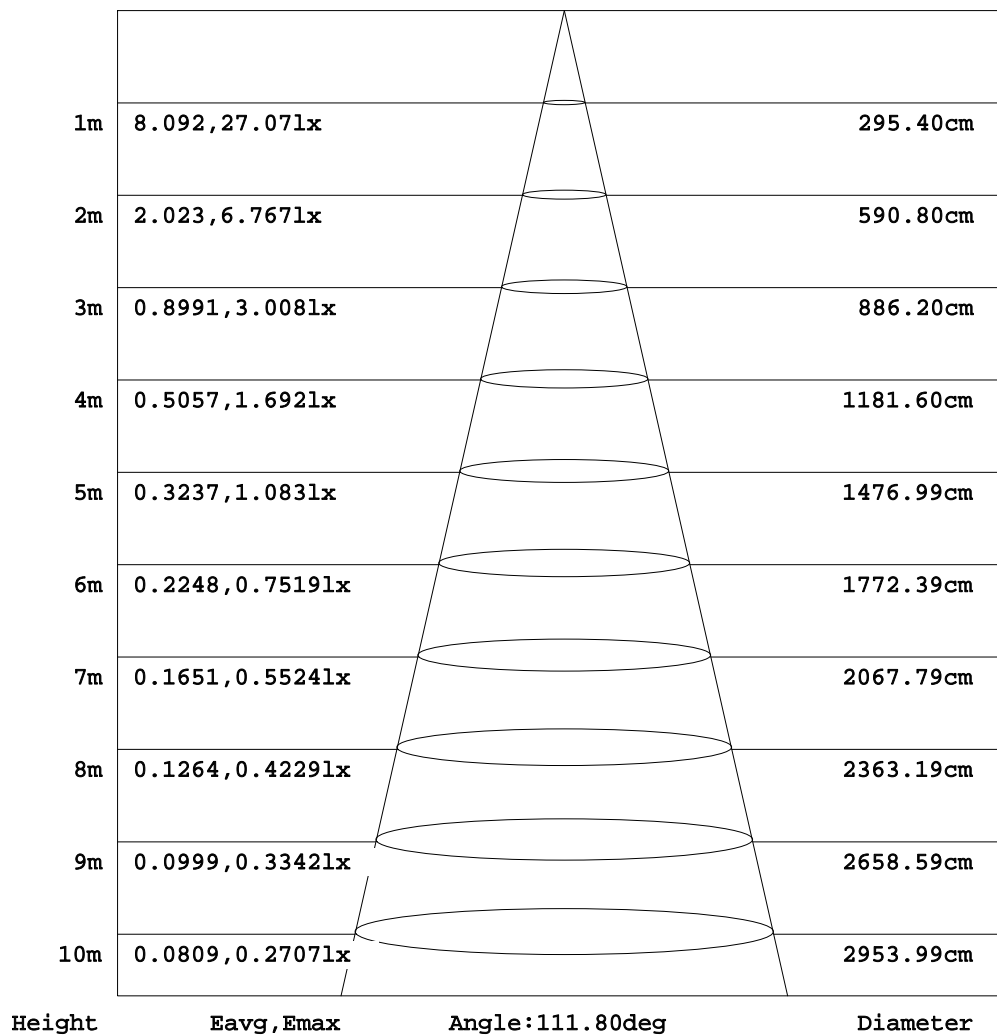 1m 8.092,27.07lx 295.40cm
2m 2.023,6.767lx 590.80cm
3m 0.8991,3.008lx 886.20cm
4m 0.5057,1.692lx 1181.60cm
5m 0.3237,1.083lx 1476.99cm
6m 0.2248,0.7519lx 1772.39cm
7m 0.1651,0.5524lx 2067.79cm
8m 0.1264,0.4229lx 2363.19cm
9m 0.0999,0.3342lx 2658.59cm
10m 0.0809,0.2707lx 2953.99cm
Height Eavg,Emax Angle:111.80deg Diameter